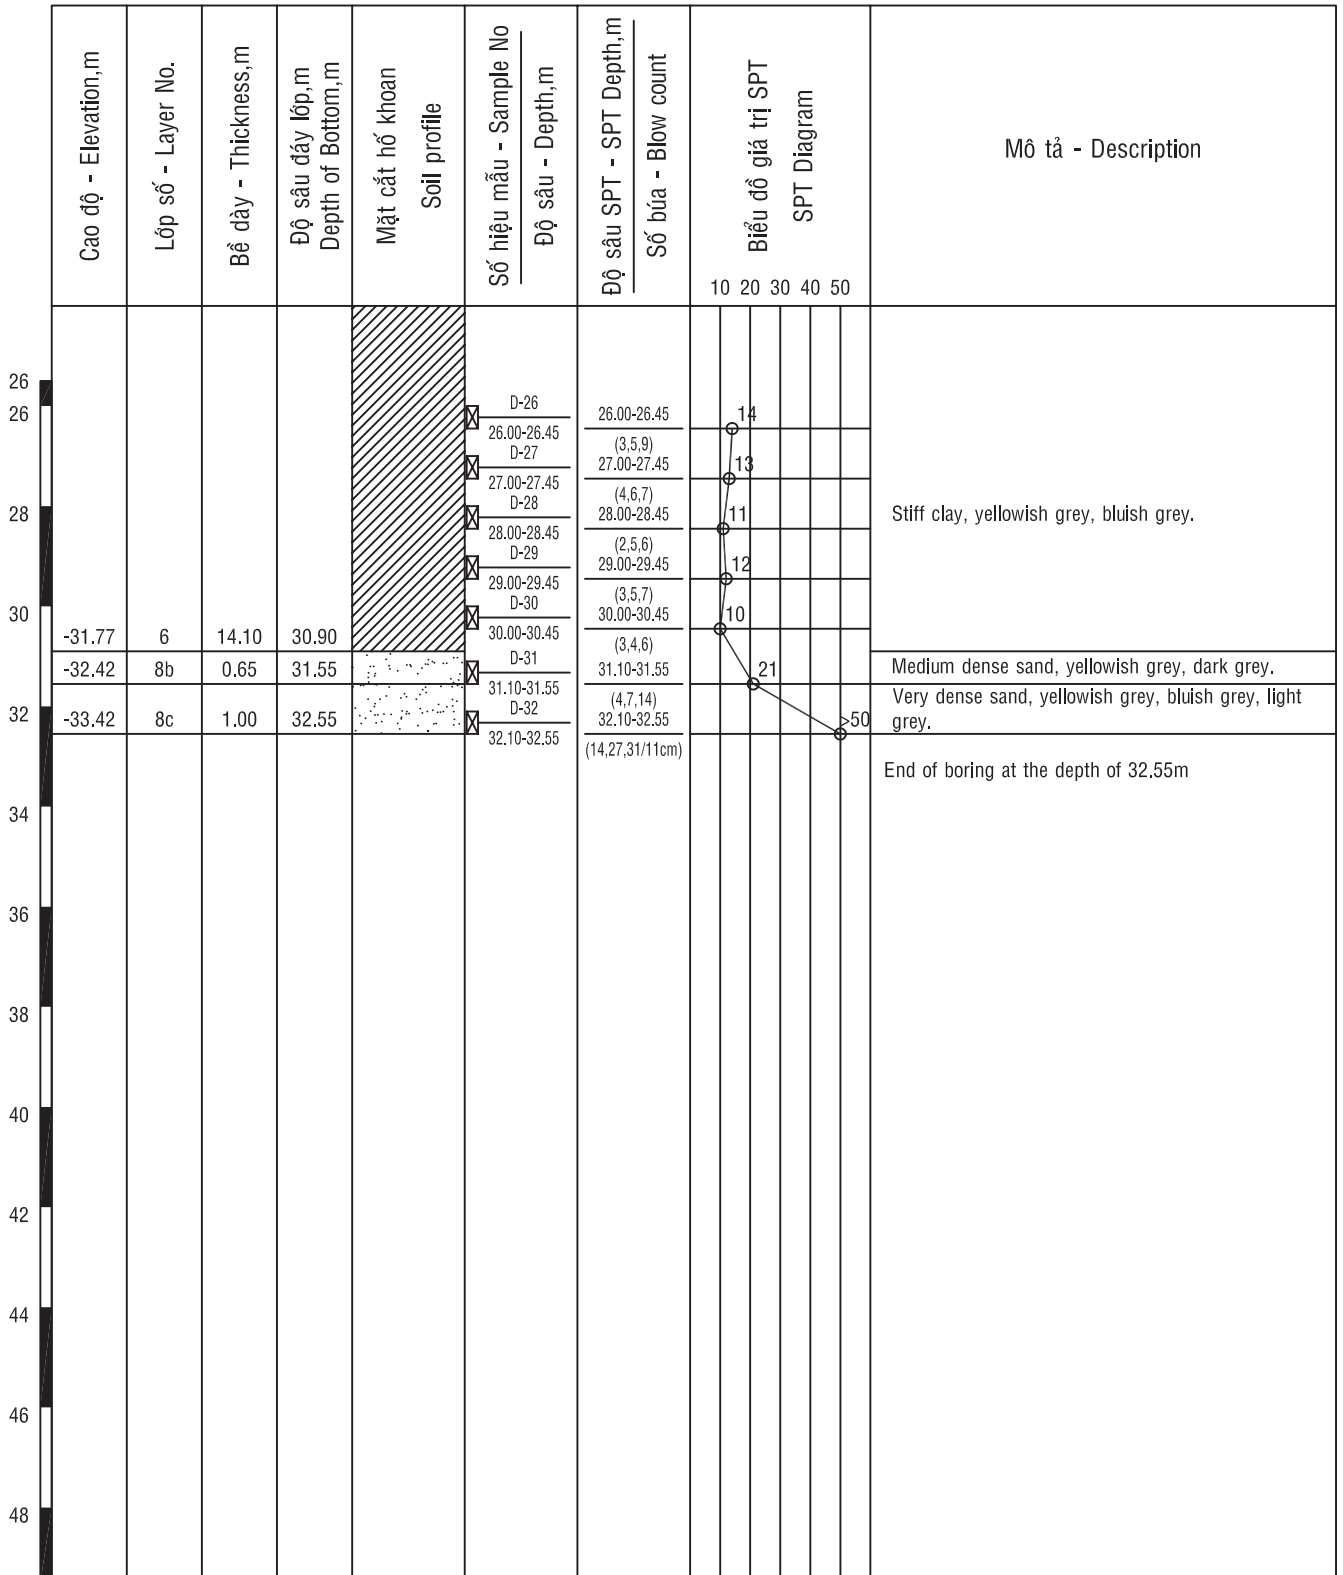 Cao độ - Elevation,m
Lớp số - Layer No.
Bề dày - Thickness,m
Độ sâu đáy lớp,m
Depth of Bottom,m
Mặt cắt hố khoan
Soil profile
Số hiệu mẫu - Sample No
Độ sâu - Depth,m
Độ sâu SPT - SPT Depth,m
Số búa - Blow count
Biểu đồ giá trị SPT
SPT Diagram
10 20 30 40 50
Mô tả - Description
26
26
28
30
32
34
36
38
40
42
44
46
48
-31.77 6 14.10 30.90
-32.42 8b 0.65 31.55
-33.42 8c 1.00 32.55
D-26
26.00-26.45
D-27
27.00-27.45
D-28
28.00-28.45
D-29
29.00-29.45
D-30
30.00-30.45
D-31
31.10-31.55
D-32
32.10-32.55
26.00-26.45
(3,5,9)
27.00-27.45
(4,6,7)
28.00-28.45
(2,5,6)
29.00-29.45
(3,5,7)
30.00-30.45
(3,4,6)
31.10-31.55
(4,7,14)
32.10-32.55
(14,27,31/11cm)
14
13
11
12
10
21
>50
Stiff clay, yellowish grey, bluish grey.
Medium dense sand, yellowish grey, dark grey.
Very dense sand, yellowish grey, bluish grey, light
grey.
End of boring at the depth of 32.55m